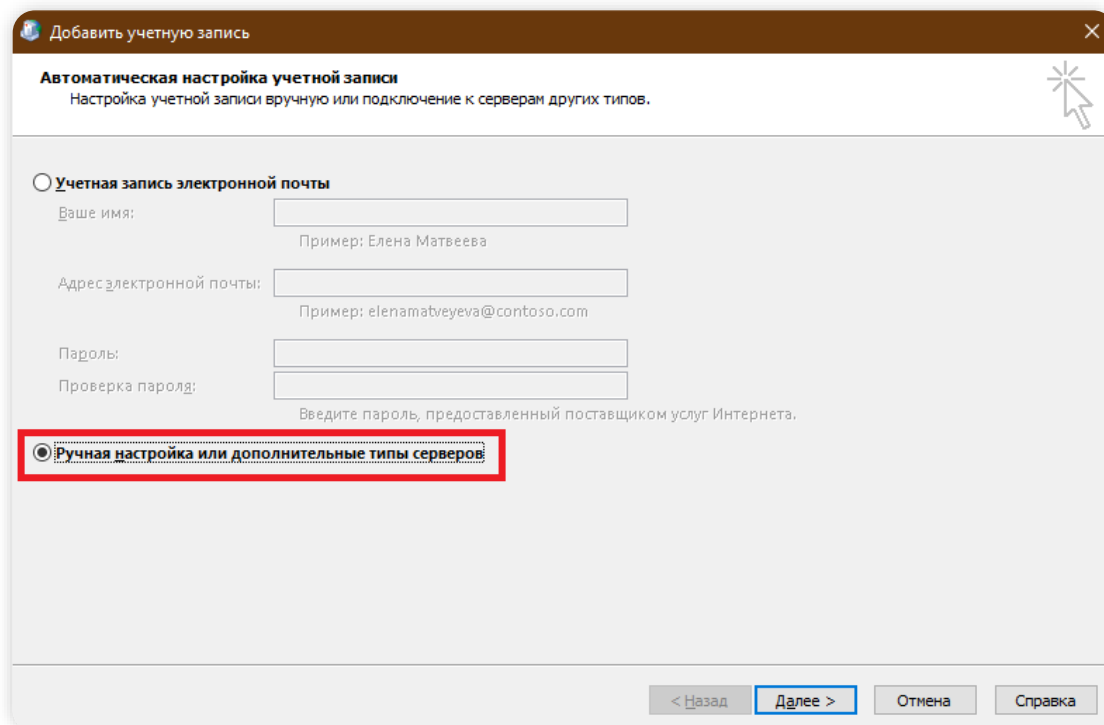 Добавить учетную запись
Автоматическая настройка учетной записи
Настройка учетной записи вручную или подключение к серверам других типов.
Учетная запись электронной почты
Ваше имя:
Пример: Елена Матвеева
Адрес электронной почты:
Пример: elenamatveyeva@contoso.com
Пароль:
Проверка пароля:
Введите пароль, предоставленный поставщиком услуг Интернета.
Ручная настройка или дополнительные типы серверов
< Назад Далее > Отмена Справка